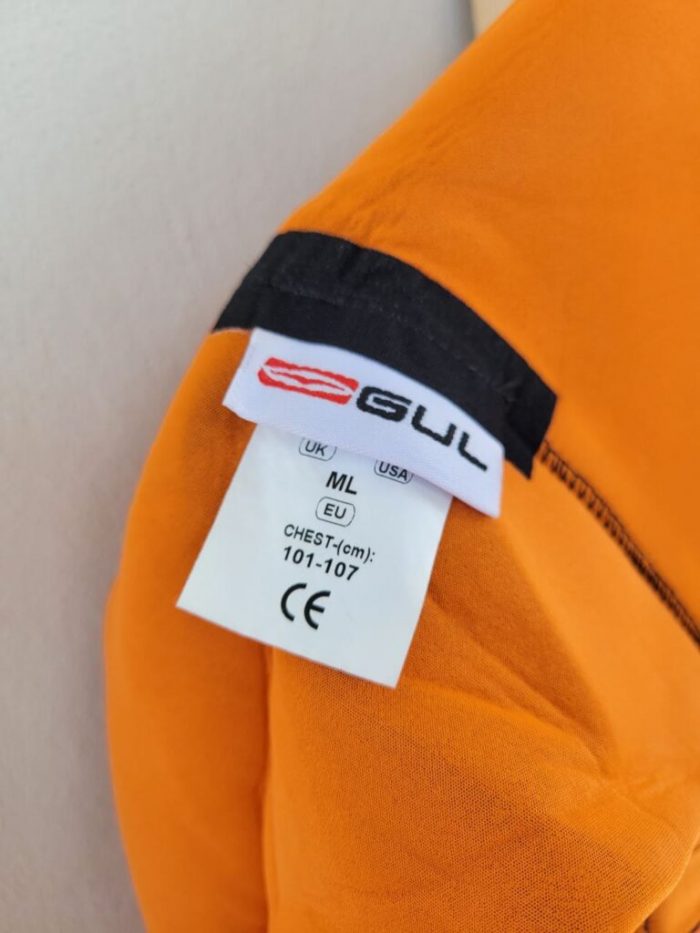 GUL
UK USA
ML
EU
CHEST-(cm):
101-107
CE